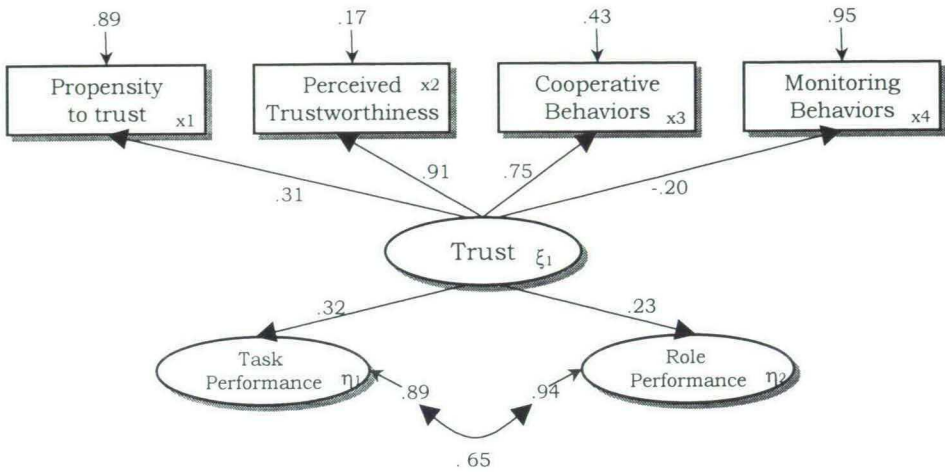 .89
.17
.43
.95
Propensity
to trust x1
Perceived x2
Trustworthiness
Cooperative
Behaviors x3
Monitoring
Behaviors x4
.31
.91
.75
-.20
Trust ξ1
.32
.23
Task
Performance η1
Role
Performance η2
.89
.94
.65